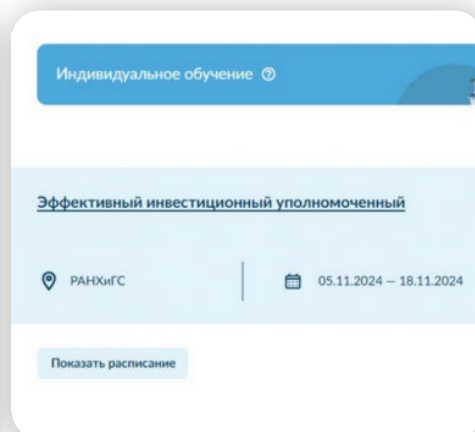 Индивидуальное обучение
Эффективный инвестиционный уполномоченный
РАНХиГС
05.11.2024 — 18.11.2024
Показать расписание